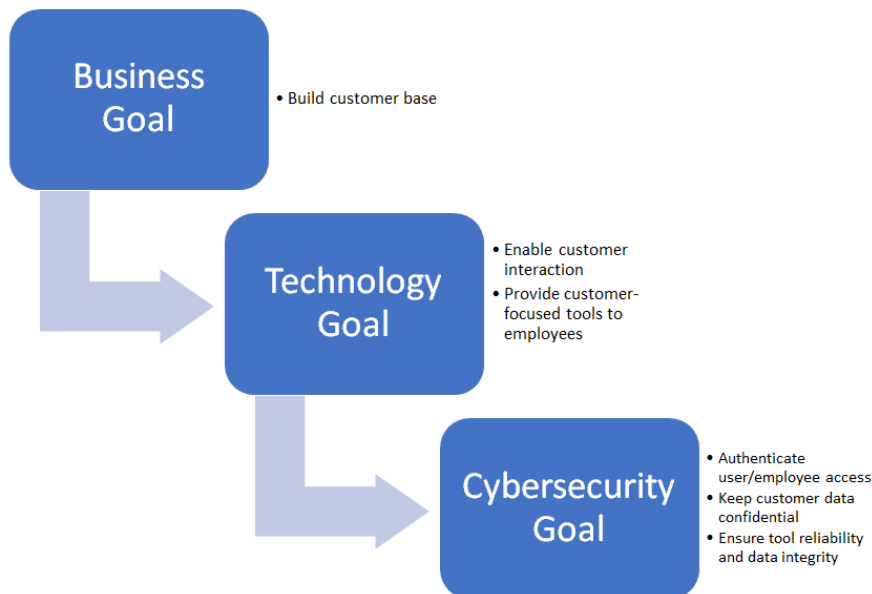 Business
Goal
• Build customer base
Technology
Goal
• Enable customer
interaction
• Provide customer-
focused tools to
employees
Cybersecurity
Goal
• Authenticate
user/employee access
• Keep customer data
confidential
• Ensure tool reliability
and data integrity